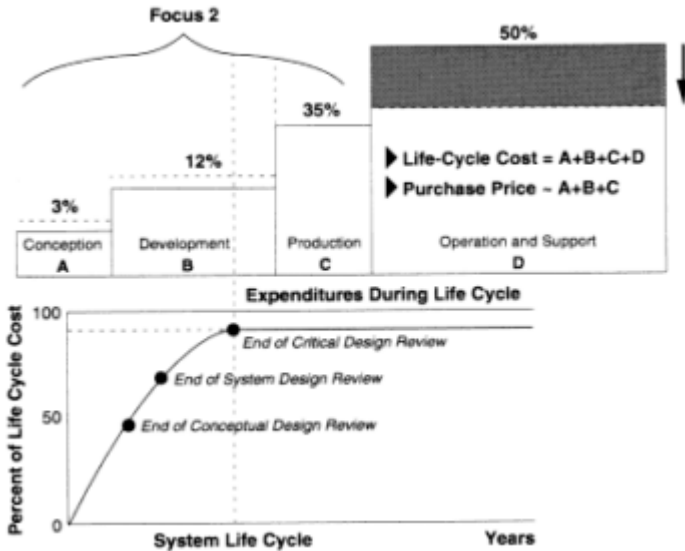 Focus 2
50%
35%
12%
3%
Life-Cycle Cost = A+B+C+D
Purchase Price ~ A+B+C
Conception
A
Development
B
Production
C
Operation and Support
D
Expenditures During Life Cycle
Percent of Life Cycle Cost
100
50
0
End of Critical Design Review
End of System Design Review
End of Conceptual Design Review
System Life Cycle
Years